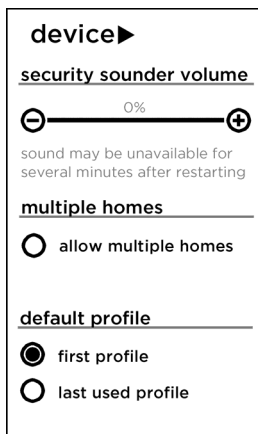 device▶
security sounder volume
0%
sound may be unavailable for
several minutes after restarting
multiple homes
allow multiple homes
default profile
first profile
last used profile